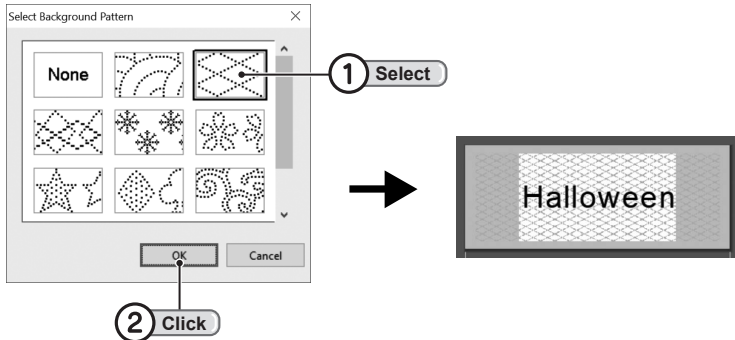 Select Background Pattern
None
1 Select
OK
Cancel
2 Click
Halloween